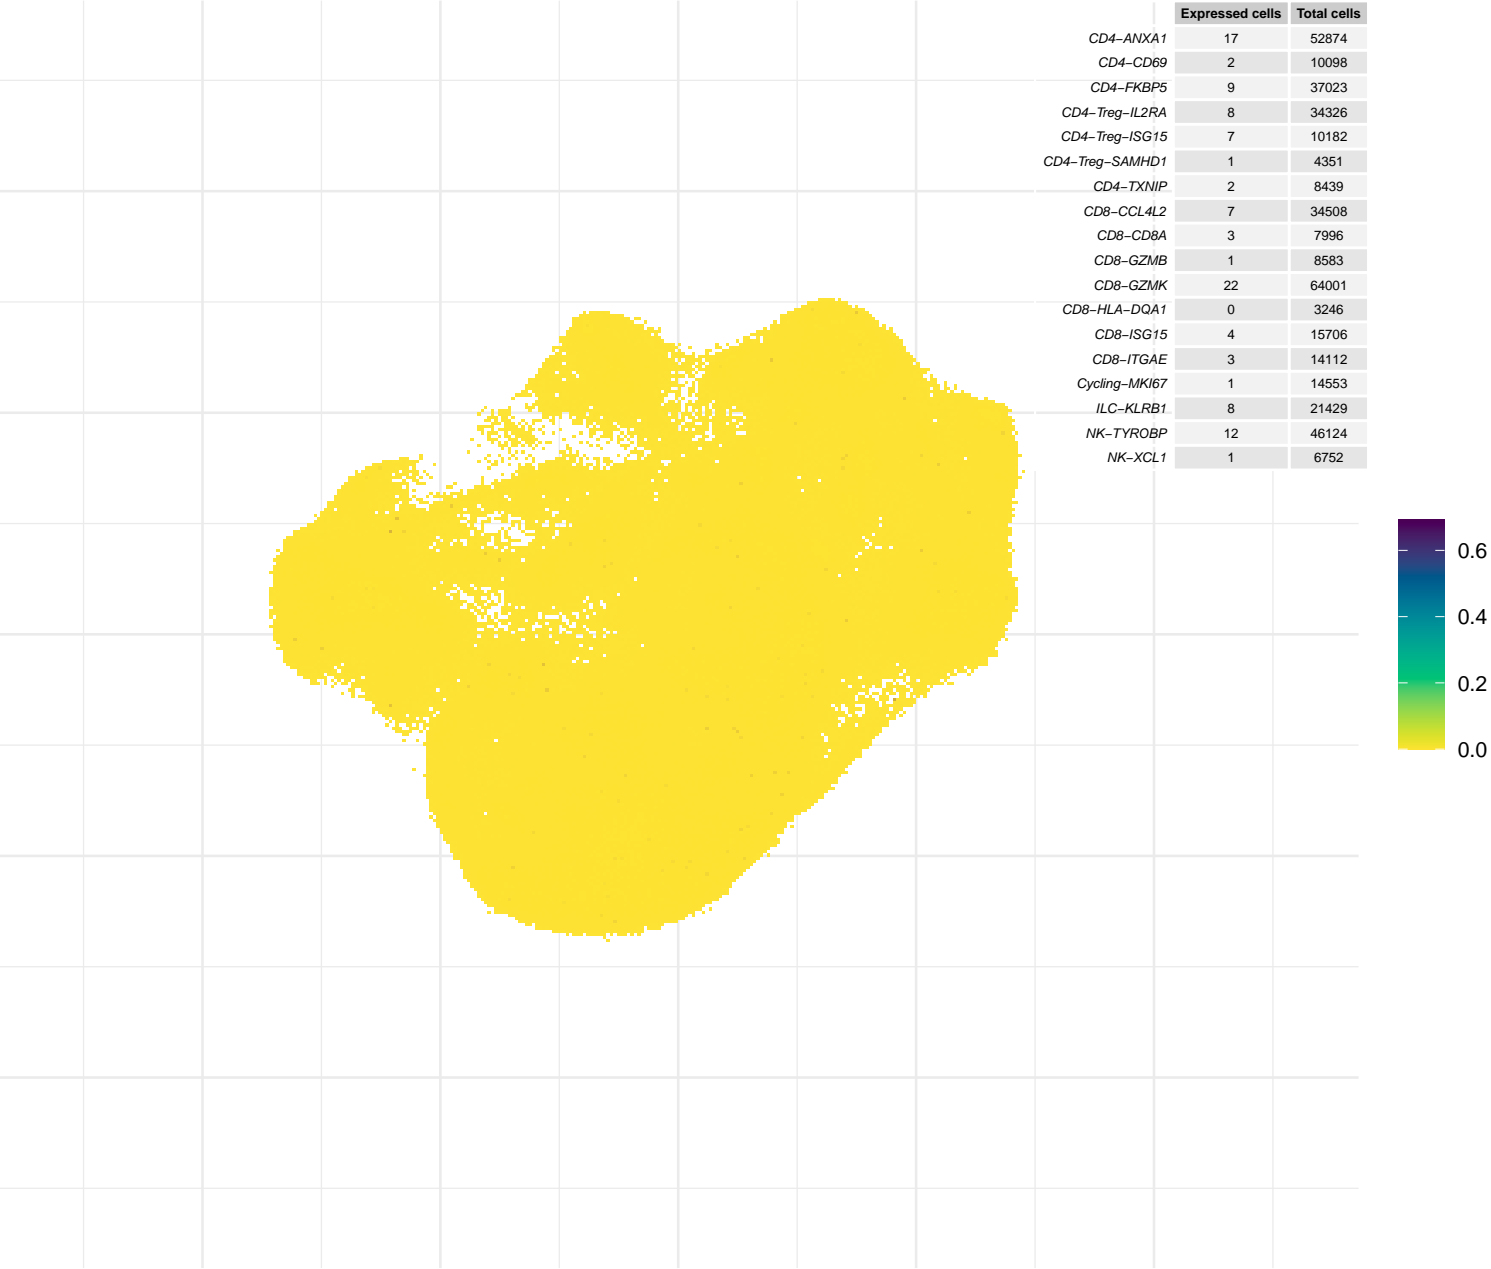 Expressed cells Total cells
CD4−ANXA1 17 52874
CD4−CD69 2 10098
CD4−FKBP5 9 37023
CD4−Treg−IL2RA 8 34326
CD4−Treg−ISG15 7 10182
CD4−Treg−SAMHD1 1 4351
CD4−TXNIP 2 8439
CD8−CCL4L2 7 34508
CD8−CD8A 3 7996
CD8−GZMB 1 8583
CD8−GZMK 22 64001
CD8−HLA−DQA1 0 3246
CD8−ISG15 4 15706
CD8−ITGAE 3 14112
Cycling−MKI67 1 14553
ILC−KLRB1 8 21429
NK−TYROBP 12 46124
NK−XCL1 1 6752
0.6
0.4
0.2
0.0